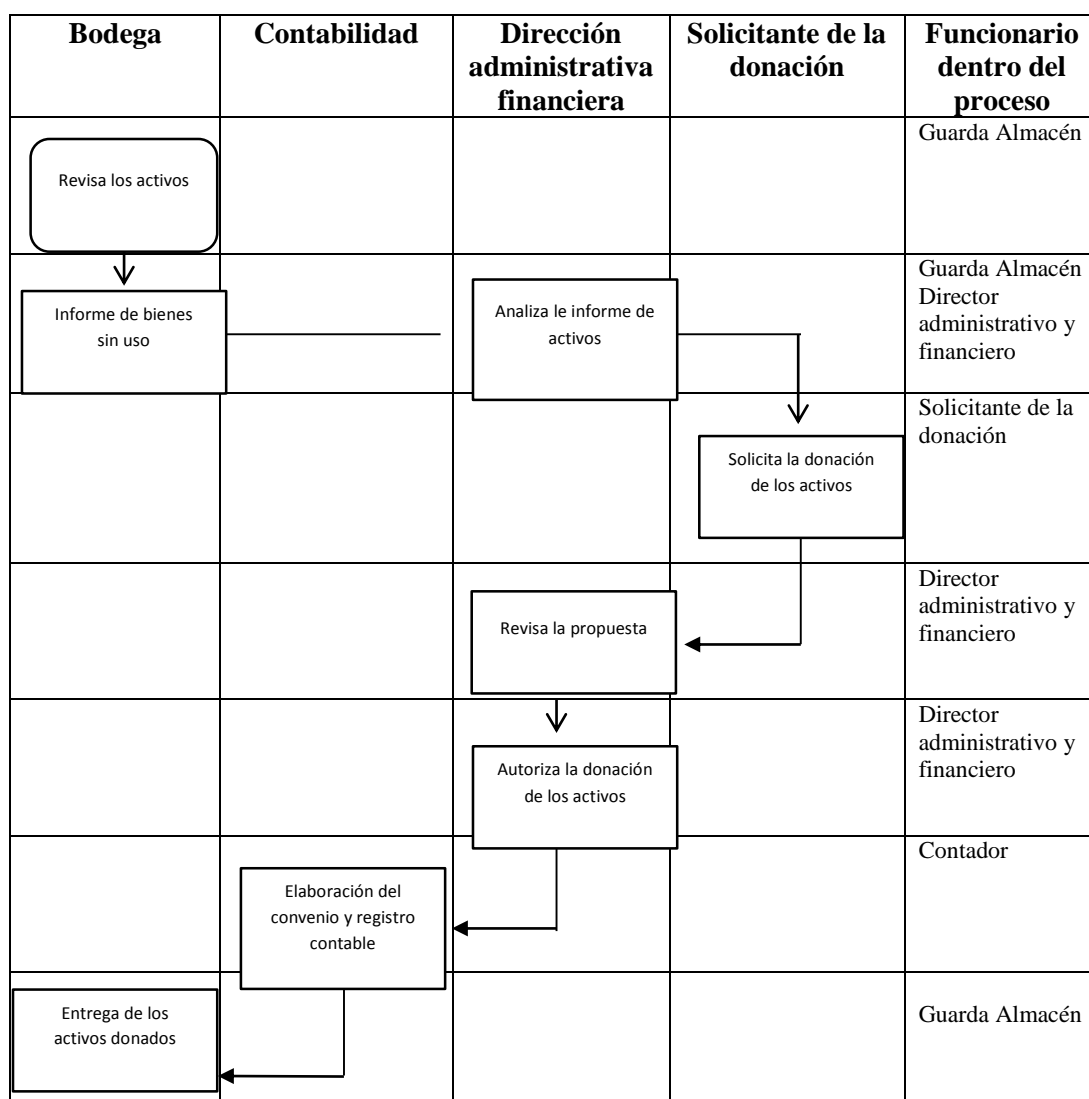 Bodega
Contabilidad
Dirección
administrativa
financiera
Solicitante de la
donación
Funcionario
dentro del
proceso
Revisa los activos
Guarda Almacén
Informe de bienes
sin uso
Analiza le informe de
activos
Guarda Almacén
Director
administrativo y
financiero
Solicita la donación
de los activos
Solicitante de la
donación
Revisa la propuesta
Director
administrativo y
financiero
Autoriza la donación
de los activos
Director
administrativo y
financiero
Elaboración del
convenio y registro
contable
Contador
Entrega de los
activos donados
Guarda Almacén